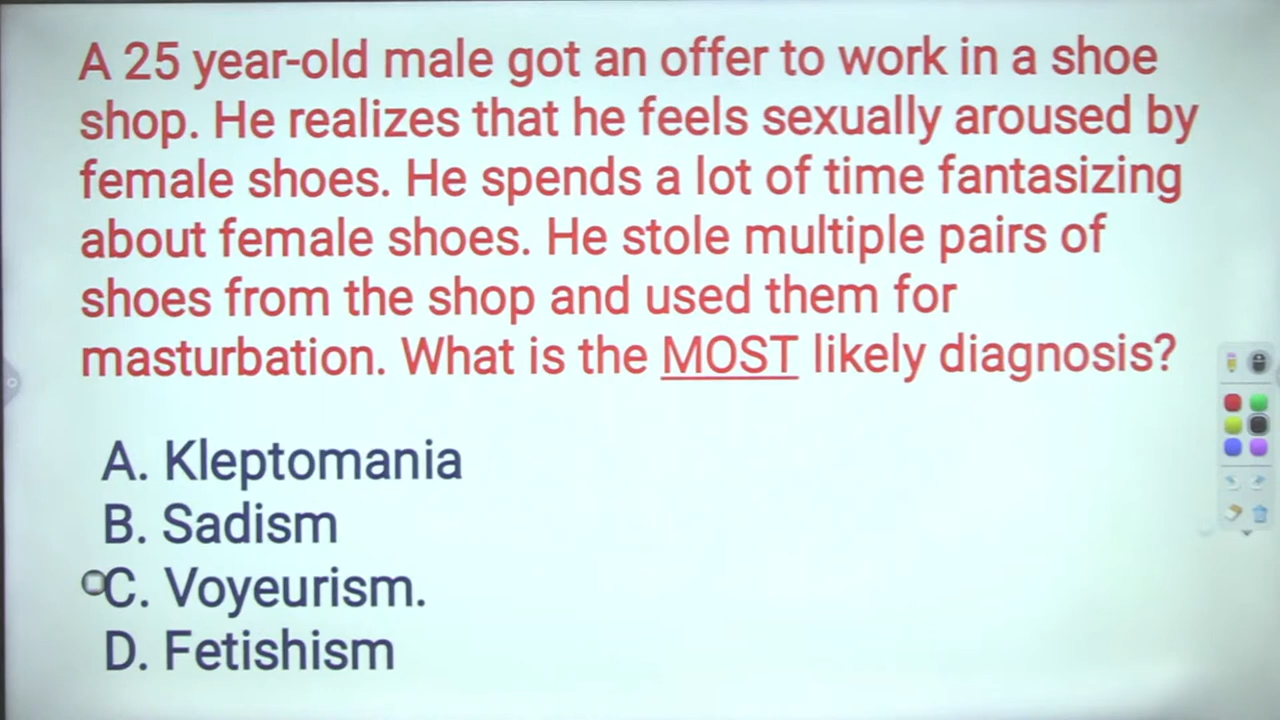 A 25 year-old male got an offer to work in a shoe
shop. He realizes that he feels sexually aroused by
female shoes. He spends a lot of time fantasizing
about female shoes. He stole multiple pairs of
shoes from the shop and used them for
masturbation. What is the MOST likely diagnosis?
A. Kleptomania
B. Sadism
C. Voyeurism.
D. Fetishism